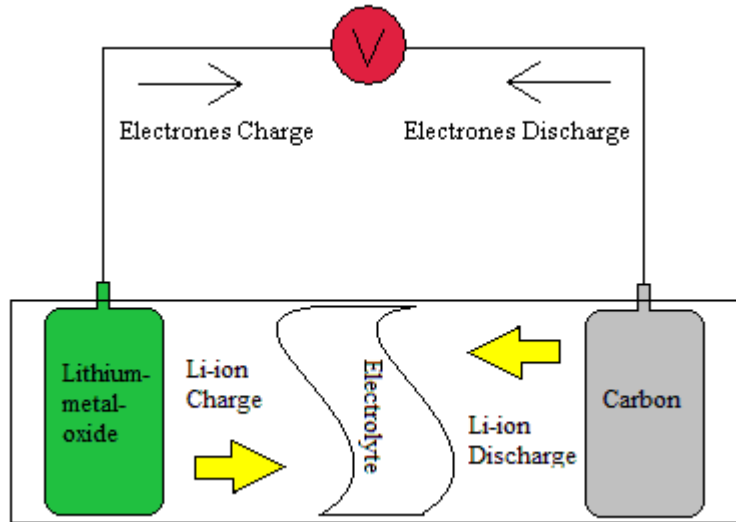 V
Electrones Charge
Electrones Discharge
Lithium-
metal-
oxide
Li-ion
Charge
Electrolyte
Li-ion
Discharge
Carbon